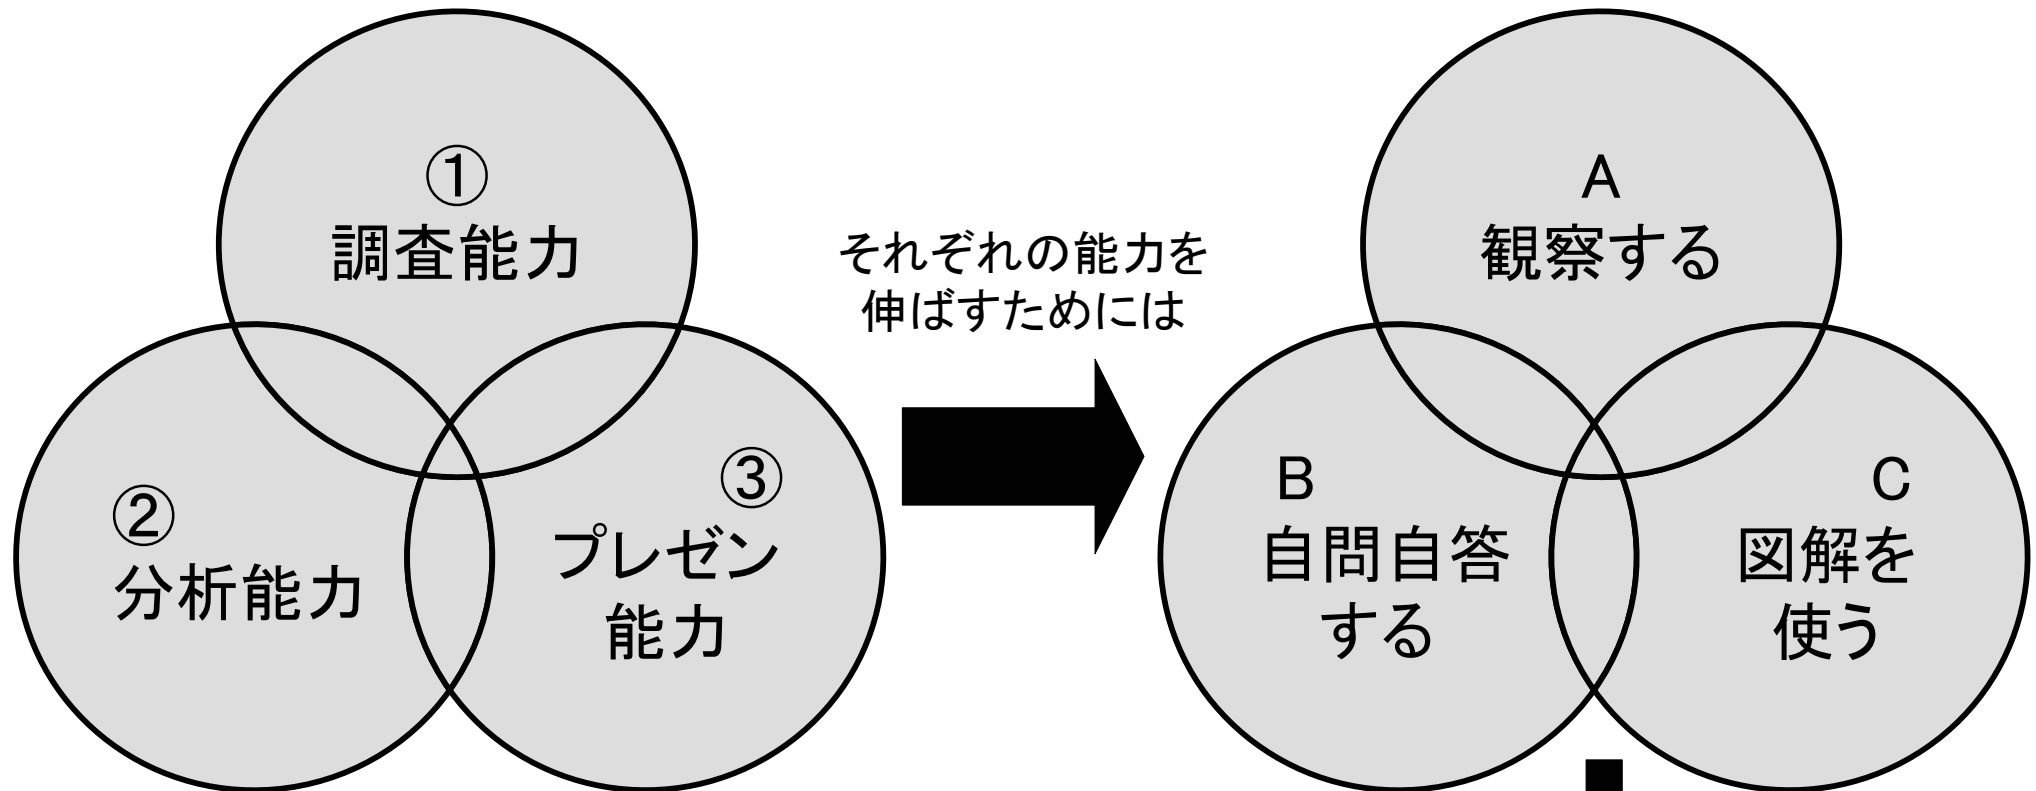 ①
調査能力
②
分析能力
③
プレゼン
能力
それぞれの能力を
伸ばすためには
A
観察する
B
自問自答
する
C
図解を
使う